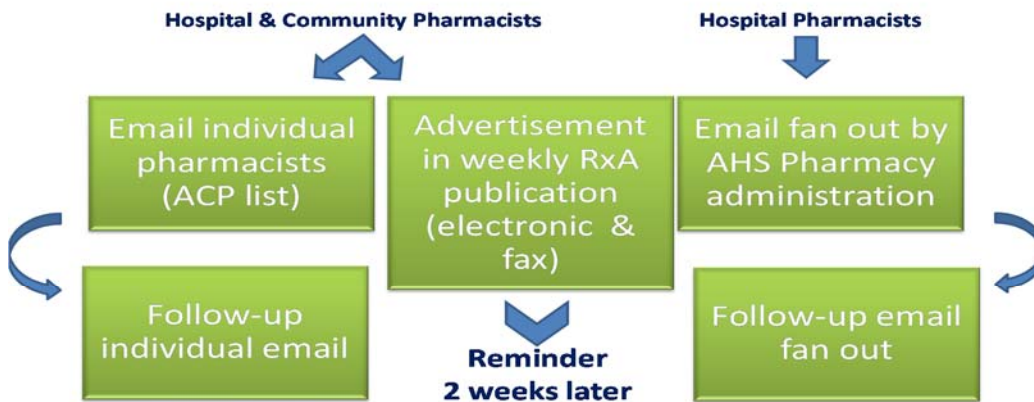 Hospital & Community Pharmacists
Hospital Pharmacists
Email individual
pharmacists
(ACP list)
Advertisement
in weekly RxA
publication
(electronic &
fax)
Email fan out by
AHS Pharmacy
administration
Follow-up
individual email
Reminder
2 weeks later
Follow-up email
fan out